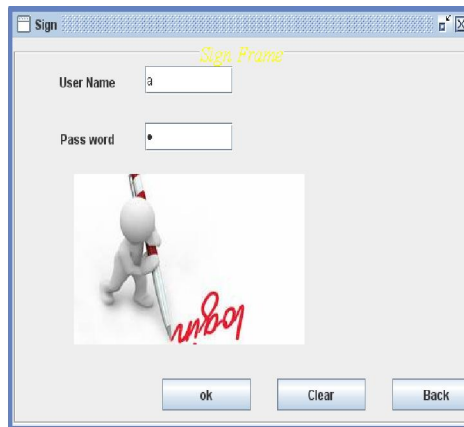 Sign
Sign Frame
User Name a
Pass word •
login
ok Clear Back